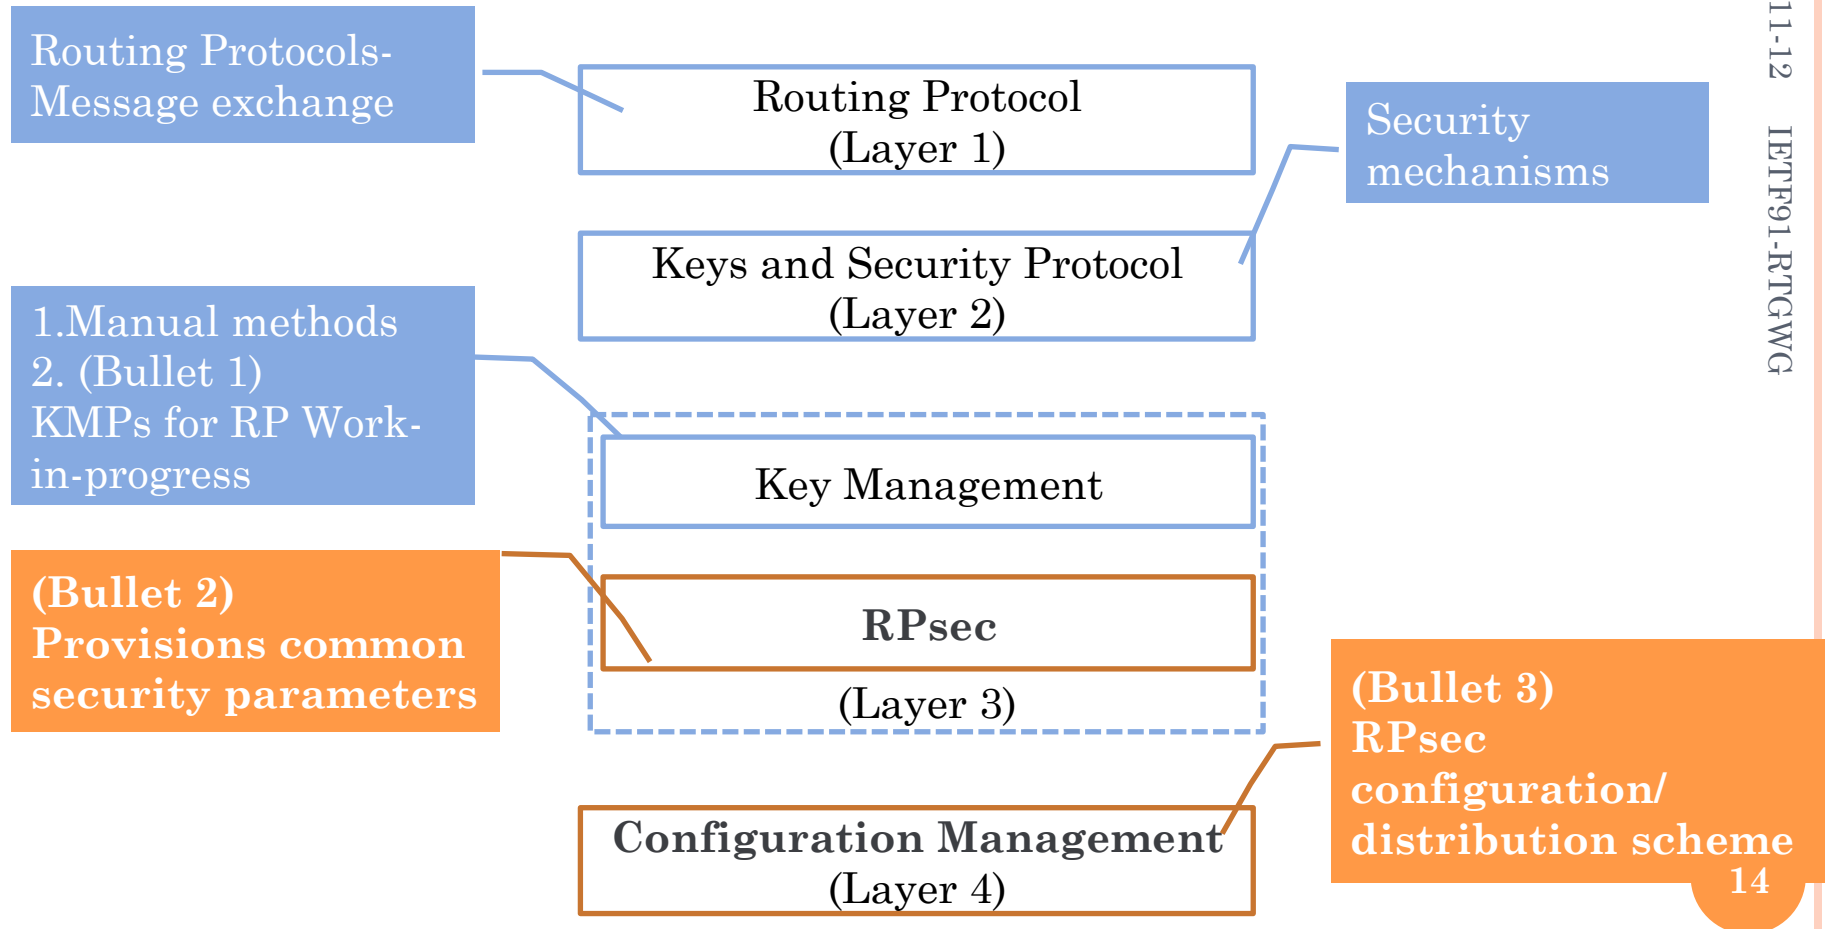 Routing Protocols-
Message exchange
Routing Protocol
(Layer 1)
Security
mechanisms
Keys and Security Protocol
(Layer 2)
1.Manual methods
2. (Bullet 1)
KMPs for RP Work-
in-progress
Key Management
(Bullet 2)
Provisions common
security parameters
RPsec
(Layer 3)
(Bullet 3)
RPsec
configuration/
distribution scheme
Configuration Management
(Layer 4)
11-12 IETF91-RTGWG
14